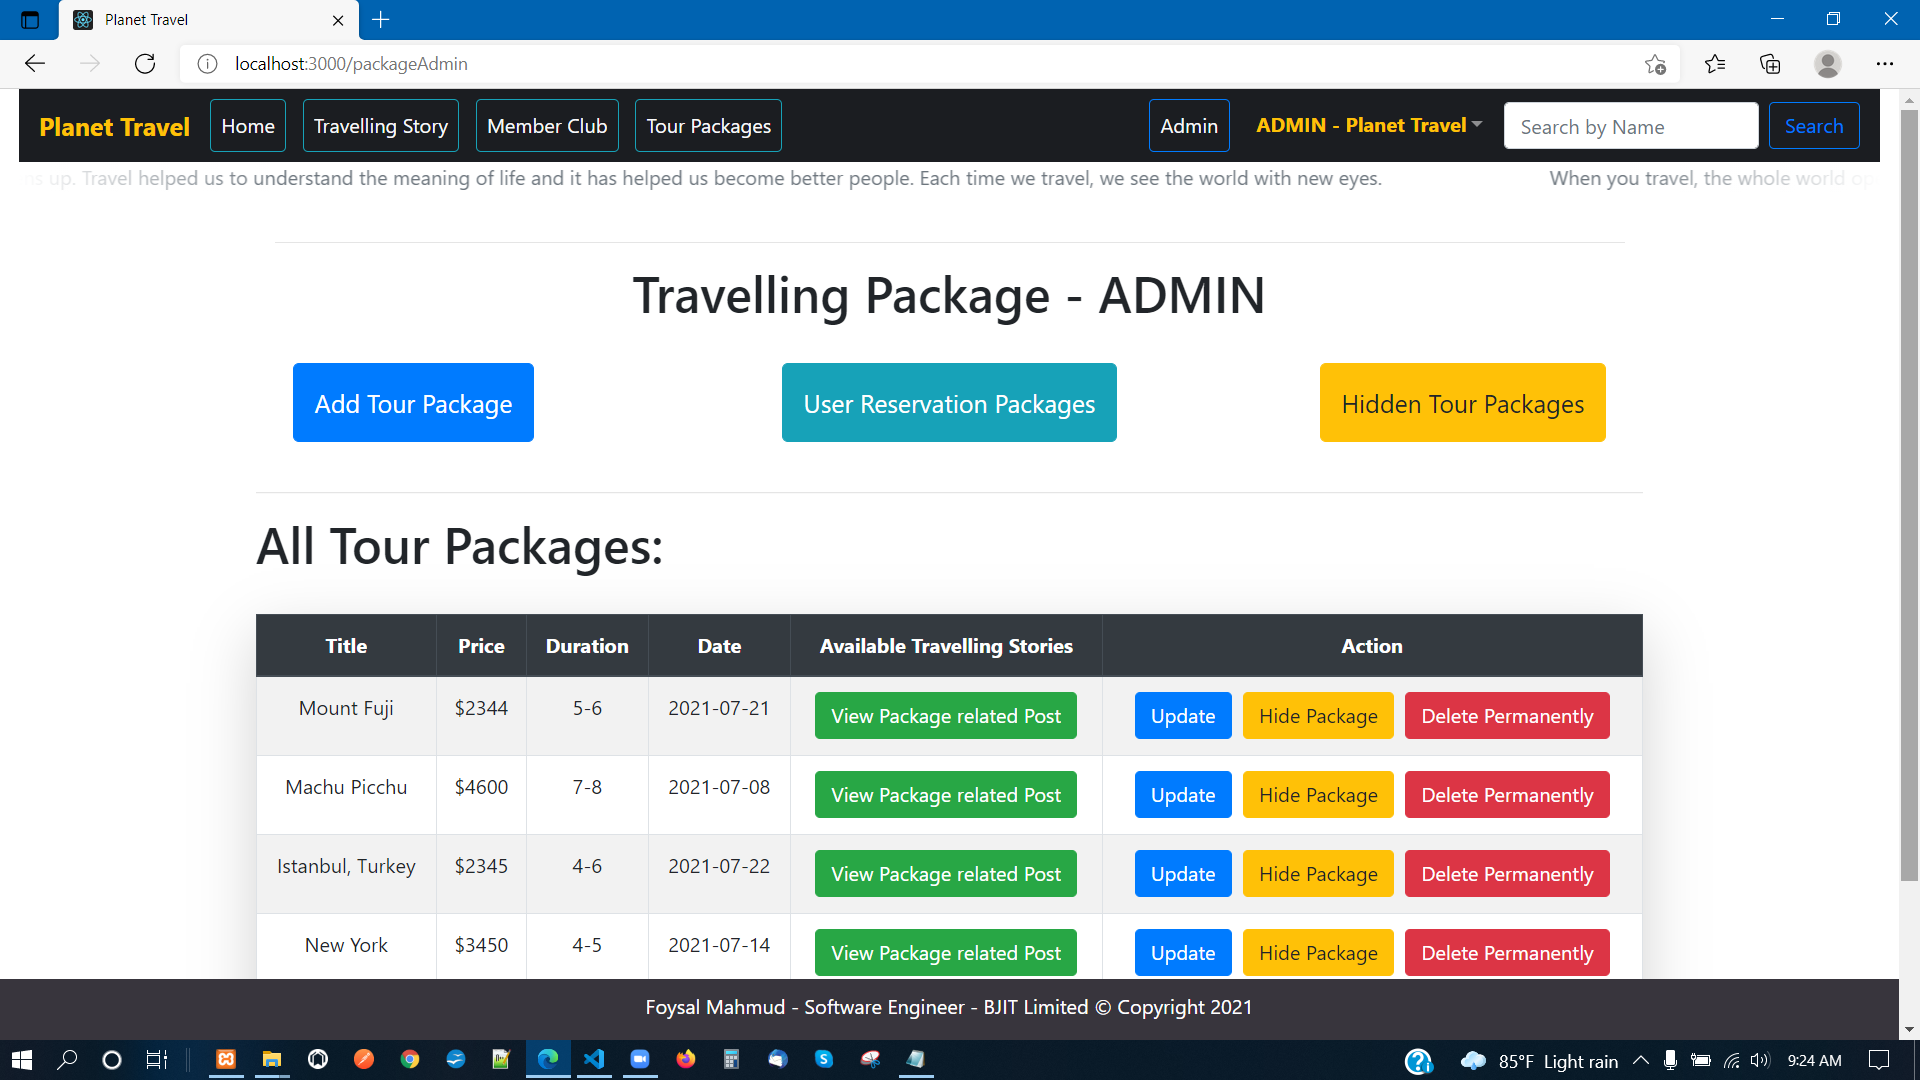 Planet Travel
localhost:3000/packageAdmin
Planet Travel Home Travelling Story Member Club Tour Packages Admin ADMIN - Planet Travel Search by Name Search
up. Travel helped us to understand the meaning of life and it has helped us become better people. Each time we travel, we see the world with new eyes. When you travel, the whole world
Travelling Package - ADMIN
Add Tour Package User Reservation Packages Hidden Tour Packages
All Tour Packages:
Title Price Duration Date Available Travelling Stories Action
Mount Fuji $2344 5-6 2021-07-21 View Package related Post Update Hide Package Delete Permanently
Machu Picchu $4600 7-8 2021-07-08 View Package related Post Update Hide Package Delete Permanently
Istanbul, Turkey $2345 4-6 2021-07-22 View Package related Post Update Hide Package Delete Permanently
New York $3450 4-5 2021-07-14 View Package related Post Update Hide Package Delete Permanently
Foysal Mahmud - Software Engineer - BJIT Limited © Copyright 2021
85°F Light rain 9:24 AM